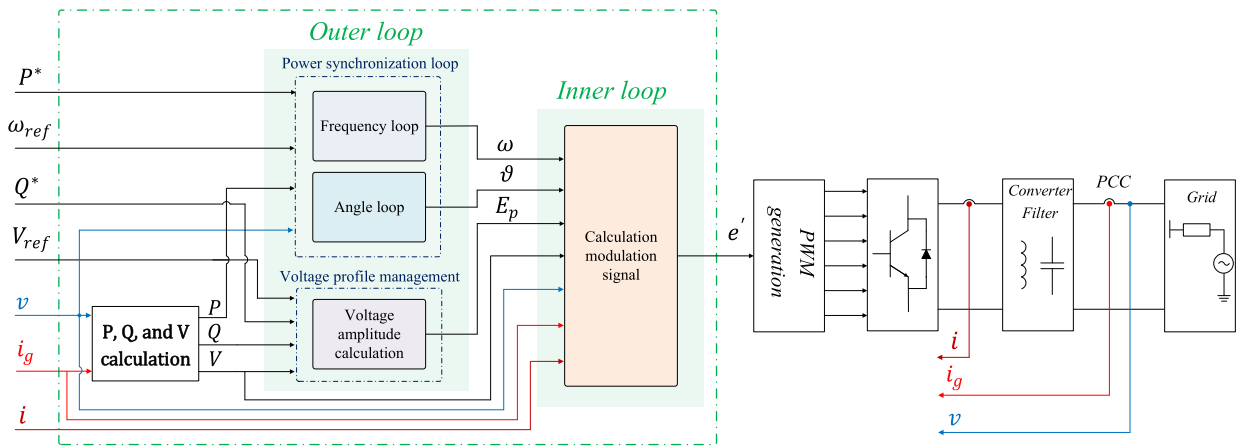 Outer loop
Power synchronization loop
P*
Frequency loop
ω_ref
Inner loop
ω
Q*
Angle loop
ϑ
E_p
V_ref
Calculation
modulation
signal
Voltage profile management
v
P, Q, and V
calculation
P
Q
V
Voltage
amplitude
calculation
i_g
i
e′
PWM
generation
Converter
Filter
PCC
Grid
i
i_g
v